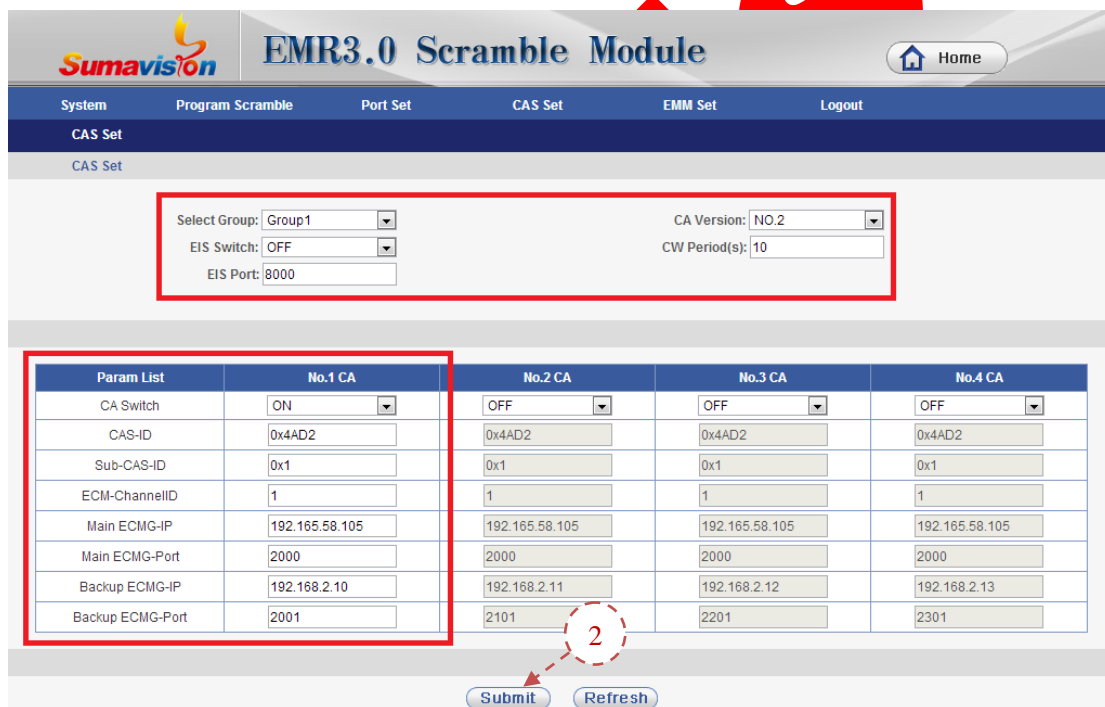 Sumavision EMR3.0 Scramble Module Home
System Program Scramble Port Set CAS Set EMM Set Logout
CAS Set
CAS Set
Select Group: Group1 CA Version: NO.2
EIS Switch: OFF CW Period(s): 10
EIS Port: 8000
Param List No.1 CA No.2 CA No.3 CA No.4 CA
CA Switch ON OFF OFF OFF
CAS-ID 0x4AD2 0x4AD2 0x4AD2 0x4AD2
Sub-CAS-ID 0x1 0x1 0x1 0x1
ECM-ChannelID 1 1 1 1
Main ECMG-IP 192.165.58.105 192.165.58.105 192.165.58.105 192.165.58.105
Main ECMG-Port 2000 2000 2000 2000
Backup ECMG-IP 192.168.2.10 192.168.2.11 192.168.2.12 192.168.2.13
Backup ECMG-Port 2001 2101 2201 2301
2
Submit Refresh